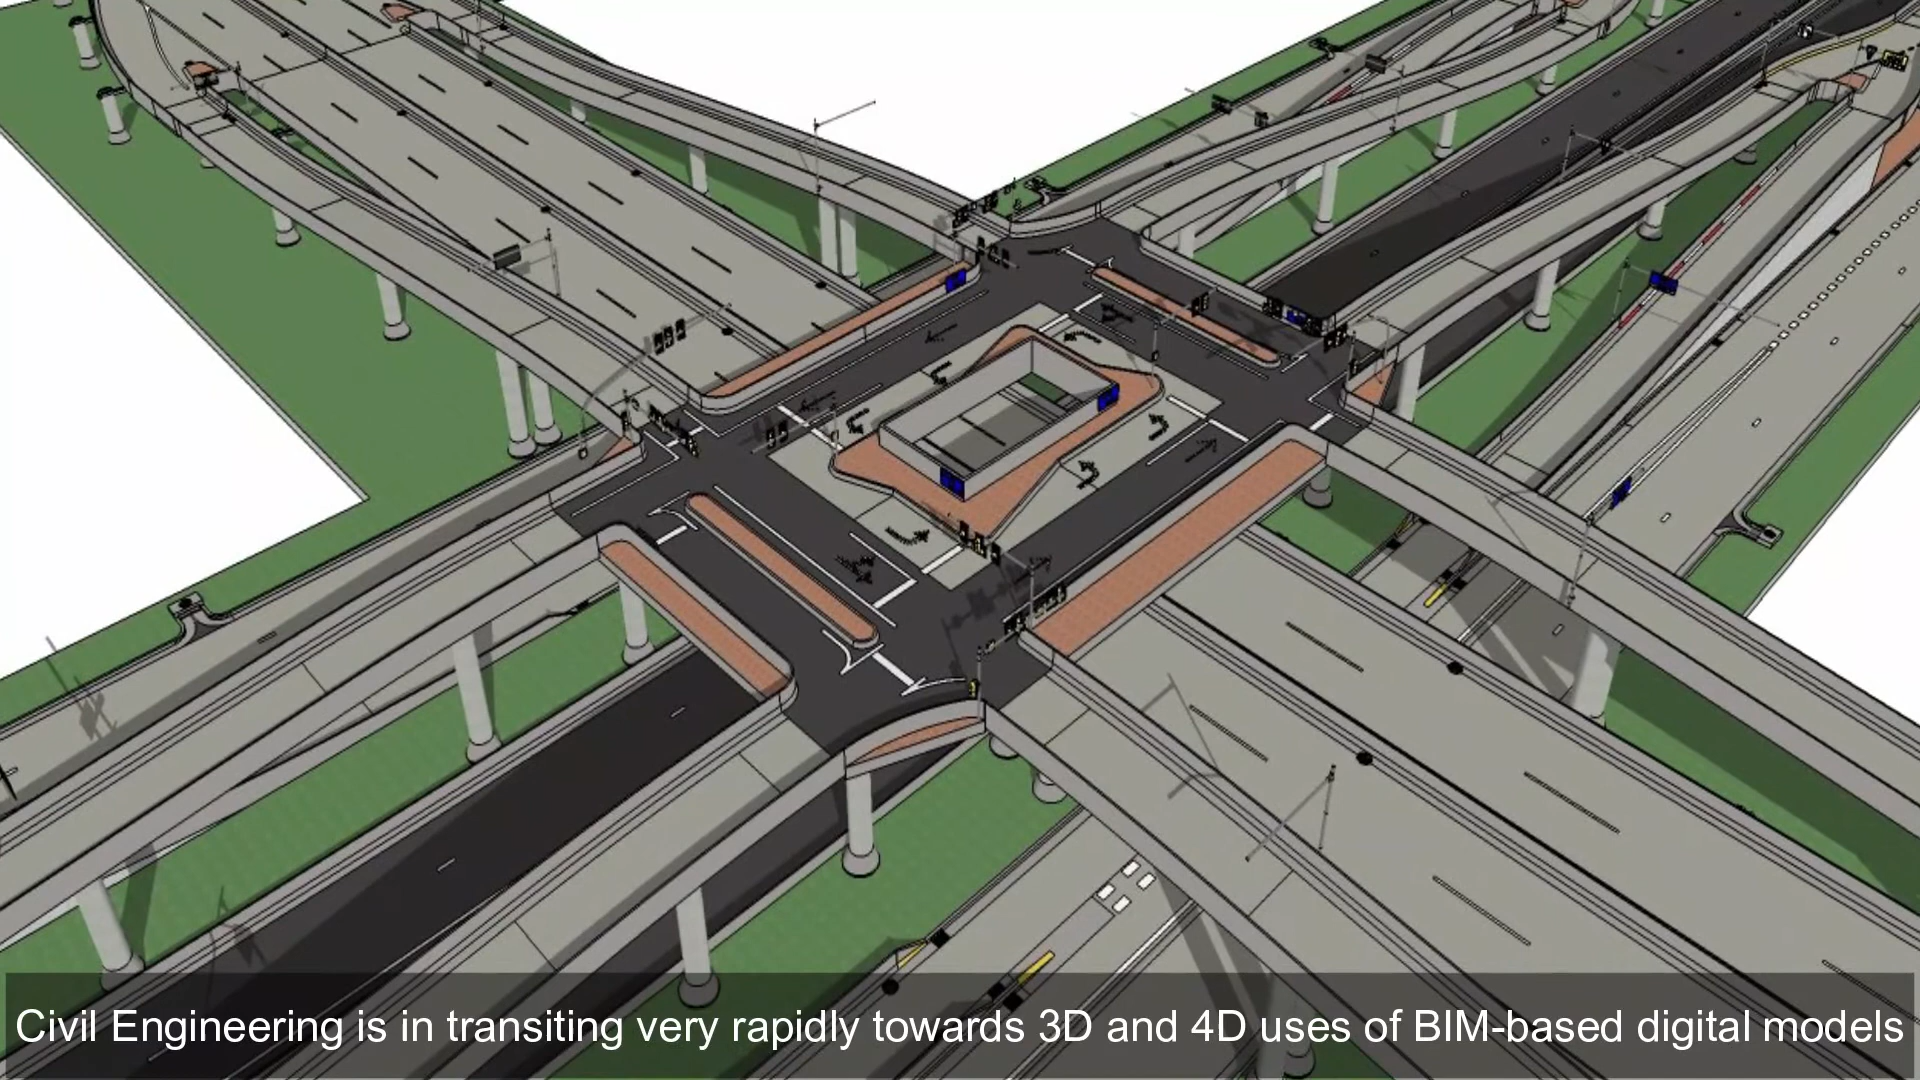 Civil Engineering is in transiting very rapidly towards 3D and 4D uses of BIM-based digital models